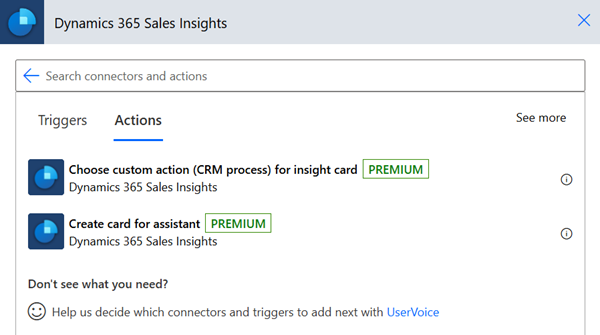 Dynamics 365 Sales Insights
Search connectors and actions
Triggers
Actions
See more
Choose custom action (CRM process) for insight card PREMIUM
Dynamics 365 Sales Insights
Create card for assistant PREMIUM
Dynamics 365 Sales Insights
Don't see what you need?
Help us decide which connectors and triggers to add next with UserVoice